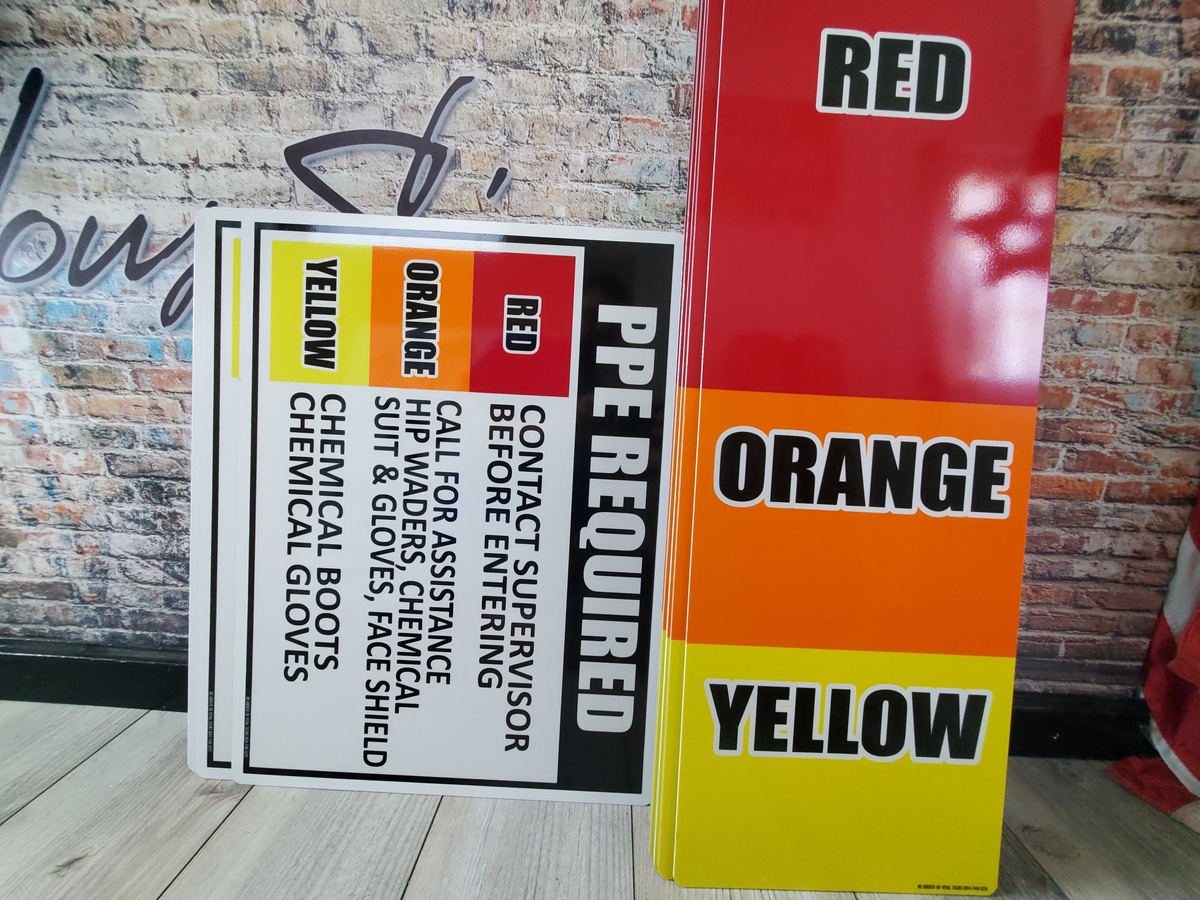 PPE REQUIRED
RED
CONTACT SUPERVISOR
BEFORE ENTERING
ORANGE
CALL FOR ASSISTANCE
HIP WADERS, CHEMICAL
SUIT & GLOVES, FACE SHIELD
YELLOW
CHEMICAL BOOTS
CHEMICAL GLOVES
RED
ORANGE
YELLOW